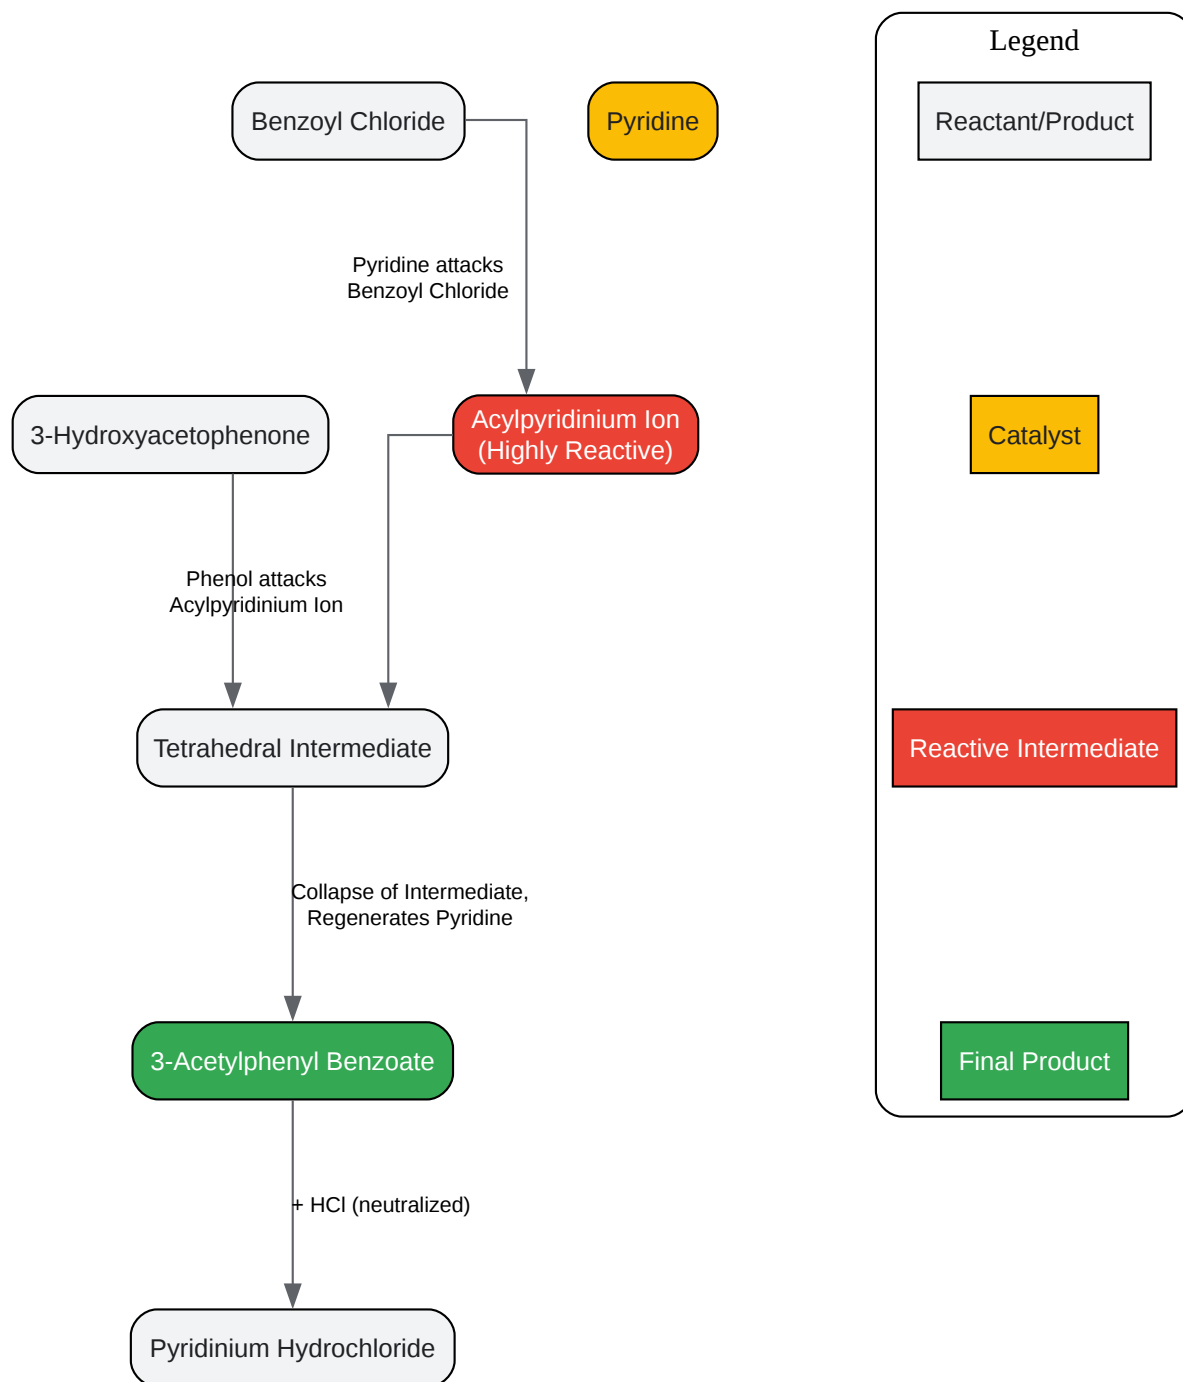 Legend
Benzoyl Chloride
Pyridine
Reactant/Product
Pyridine attacks
Benzoyl Chloride
3-Hydroxyacetophenone
Acylpyridinium Ion
(Highly Reactive)
Catalyst
Phenol attacks
Acylpyridinium Ion
Tetrahedral Intermediate
Reactive Intermediate
Collapse of Intermediate,
Regenerates Pyridine
3-Acetylphenyl Benzoate
Final Product
+ HCl (neutralized)
Pyridinium Hydrochloride